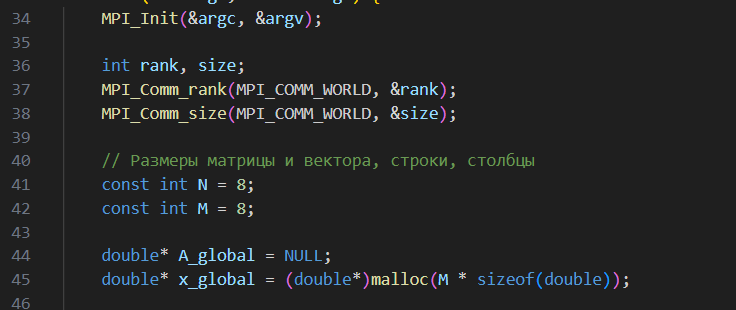 34 MPI_Init(&argc, &argv);
35
36 int rank, size;
37 MPI_Comm_rank(MPI_COMM_WORLD, &rank);
38 MPI_Comm_size(MPI_COMM_WORLD, &size);
39
40 // Размеры матрицы и вектора, строки, столбцы
41 const int N = 8;
42 const int M = 8;
43
44 double* A_global = NULL;
45 double* x_global = (double*)malloc(M * sizeof(double));
46